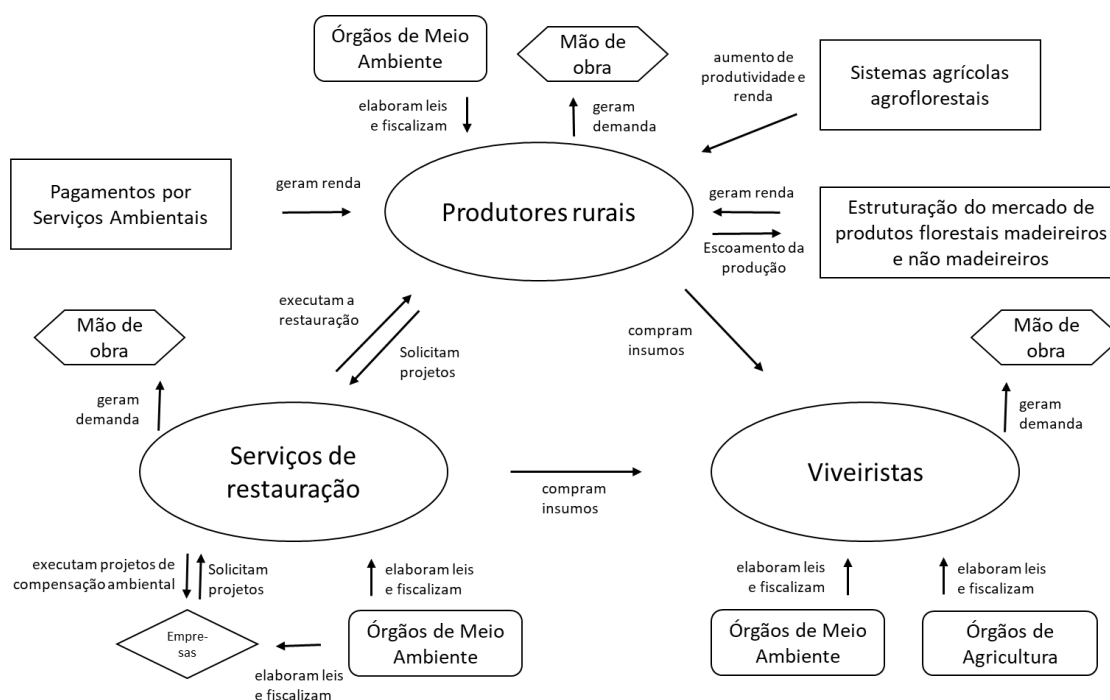 Órgãos de Meio
Ambiente
Mão de
obra
aumento de
produtividade e
renda
Sistemas agrícolas
agroflorestais
elaboram leis
e fiscalizam
geram
demanda
Pagamentos por
Serviços Ambientais
geram renda
Produtores rurais
geram renda
Escoamento da
produção
Estruturação do mercado de
produtos florestais madeireiros
e não madeireiros
executam a
restauração
Solicitam
projetos
compram
insumos
Mão de
obra
Mão de
obra
geram
demanda
geram
demanda
Serviços de
restauração
compram
insumos
Viveiristas
executam projetos de
compensação ambiental
Solicitam
projetos
elaboram leis
e fiscalizam
elaboram leis
e fiscalizam
elaboram leis
e fiscalizam
Empre-
sas
elaboram leis
e fiscalizam
Órgãos de Meio
Ambiente
Órgãos de Meio
Ambiente
Órgãos de
Agricultura